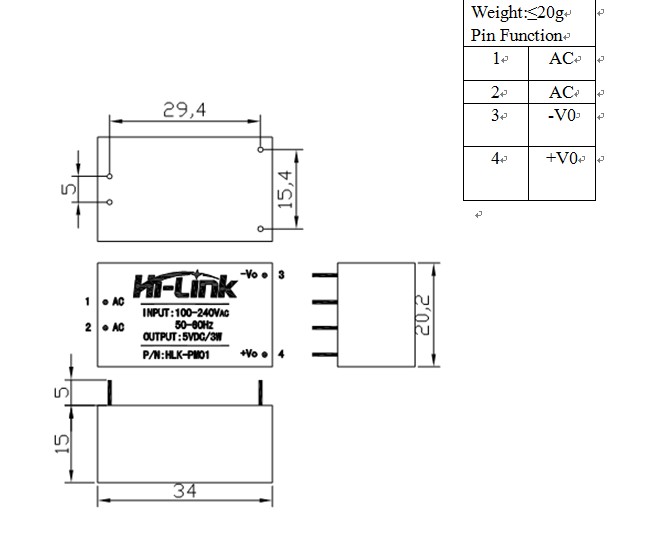 Weight:≤20g
Pin Function
1 AC
2 AC
3 -V0
4 +V0
29,4
5
15,4
Hi-Link
-Vo 3
1 AC
INPUT:100-240VAC
50-60Hz
2 AC
OUTPUT:5VDC/3W
P/N:HLK-PM01
+Vo 4
20,2
5
15
34